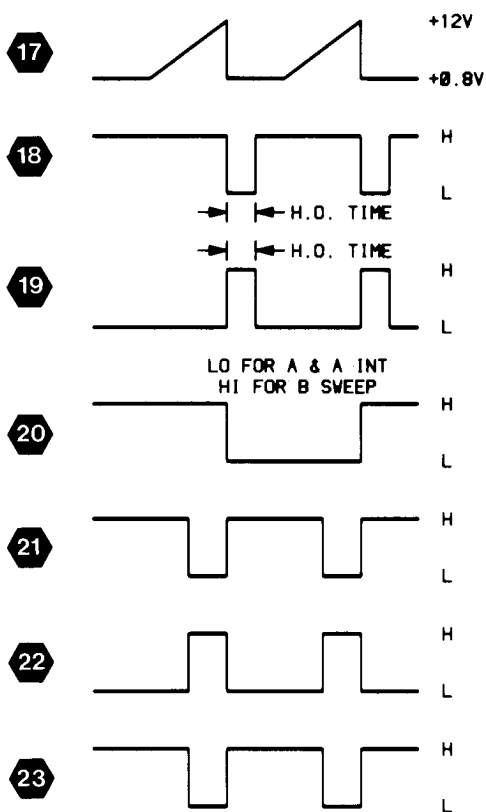 +12V
17
+0.8V
18
H
L
H.O. TIME
H.O. TIME
19
H
L
LO FOR A & A INT
HI FOR B SWEEP
20
H
L
21
H
L
22
H
L
23
H
L